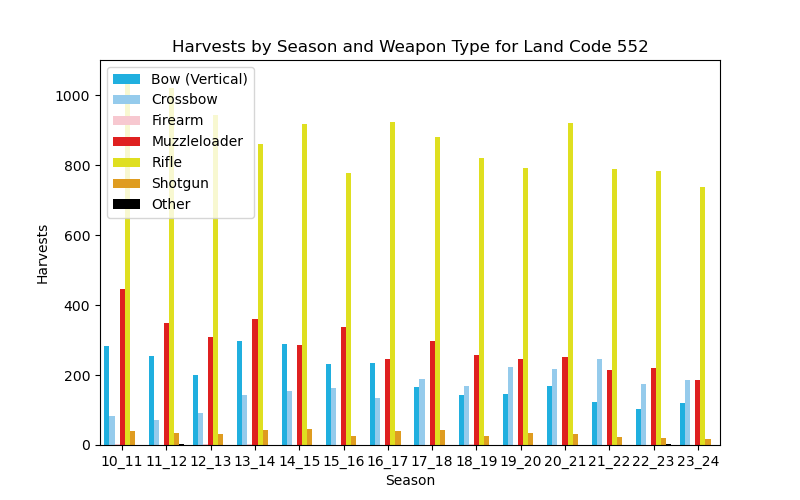 Harvests by Season and Weapon Type for Land Code 552
Bow (Vertical)
Crossbow
Firearm
Muzzleloader
Rifle
Shotgun
Other
Harvests
1000
800
600
400
200
0
10_11 11_12 12_13 13_14 14_15 15_16 16_17 17_18 18_19 19_20 20_21 21_22 22_23 23_24
Season